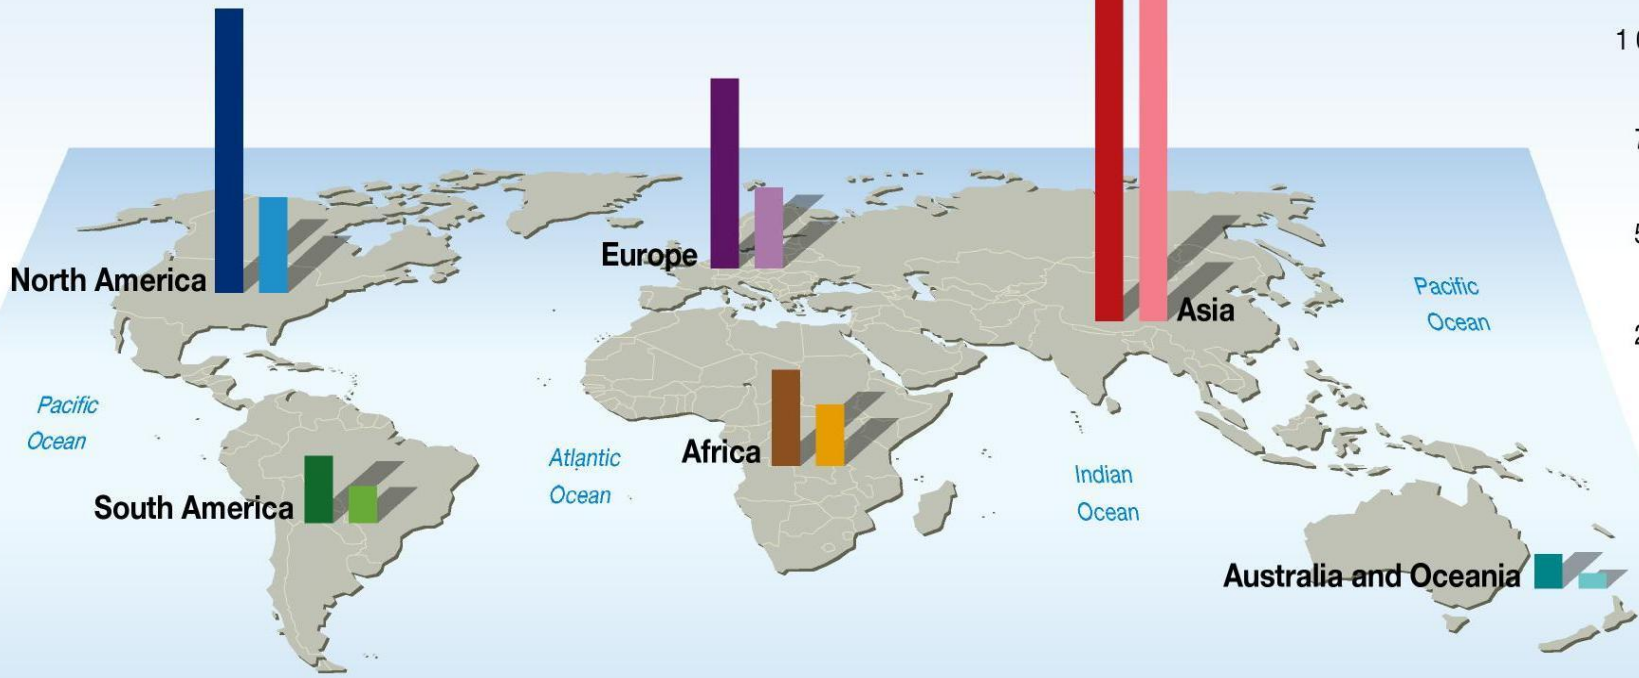 North America
Europe
Asia
Pacific
Ocean
Pacific
Ocean
Atlantic
Ocean
Africa
Indian
Ocean
South America
Australia and Oceania